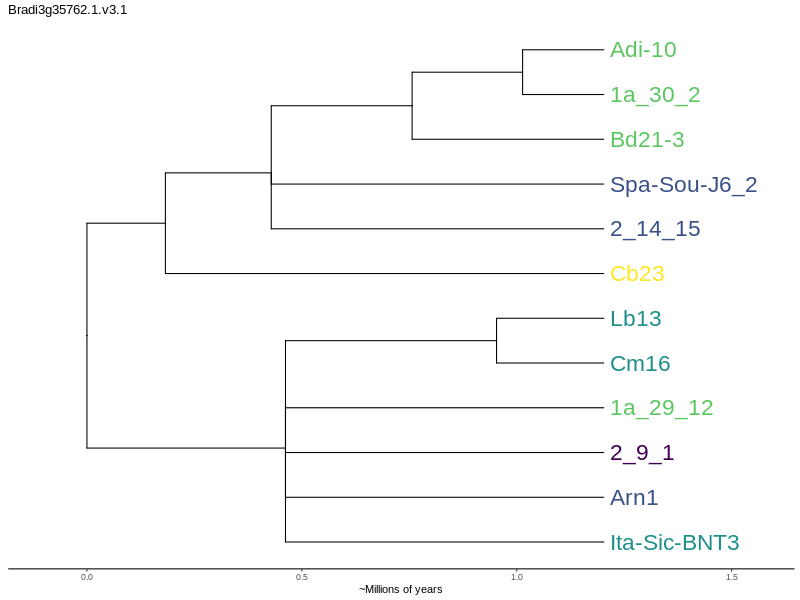 Bradi3g35762.1.v3.1
Adi-10
1a_30_2
Bd21-3
Spa-Sou-J6_2
2_14_15
Cb23
Lb13
Cm16
1a_29_12
2_9_1
Arn1
Ita-Sic-BNT3
0.0 0.5 1.0 1.5
~Millions of years